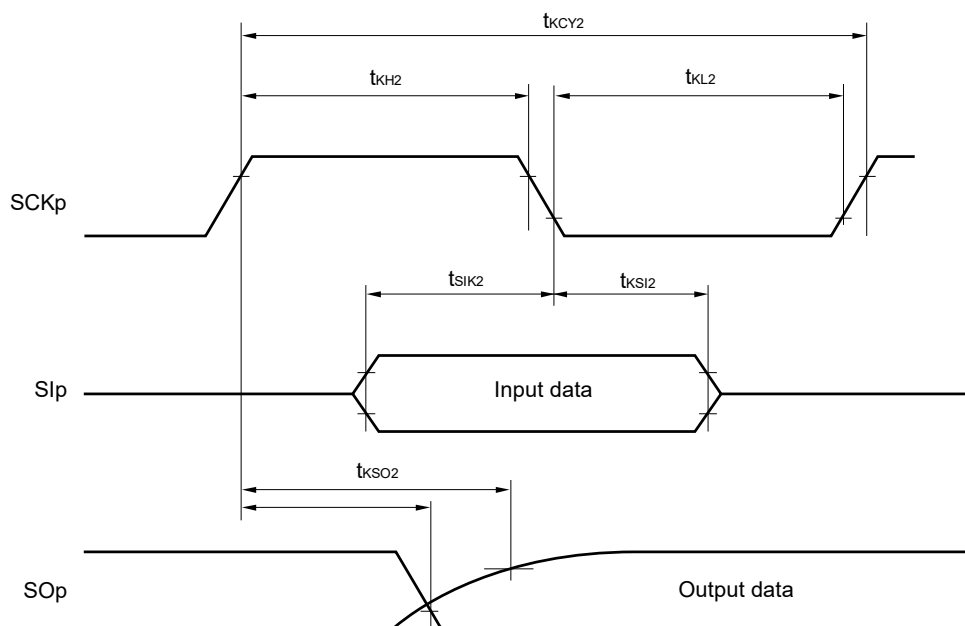 tKCY2
tKH2
tKL2
SCKp
tSIK2
tKSI2
SIp
Input data
tKSO2
SOp
Output data